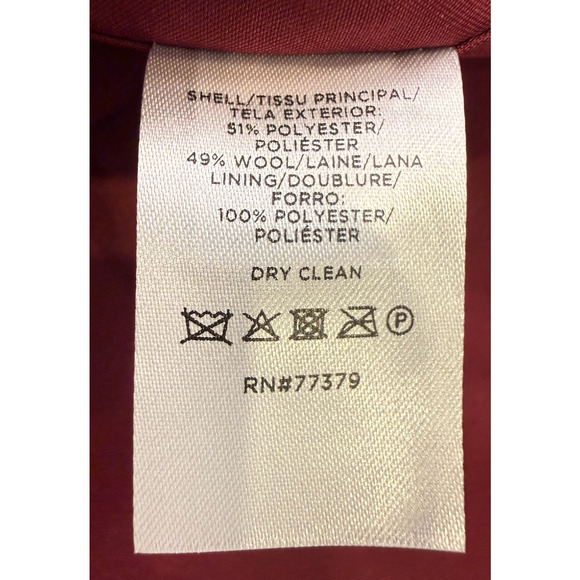 SHELL/TISSU PRINCIPAL/
TELA EXTERIOR:
51% POLYESTER/
POLIÉSTER
49% WOOL/LAINE/LANA
LINING/DOUBLURE/
FORRO:
100% POLYESTER/
POLIÉSTER
DRY CLEAN
P
RN#77379